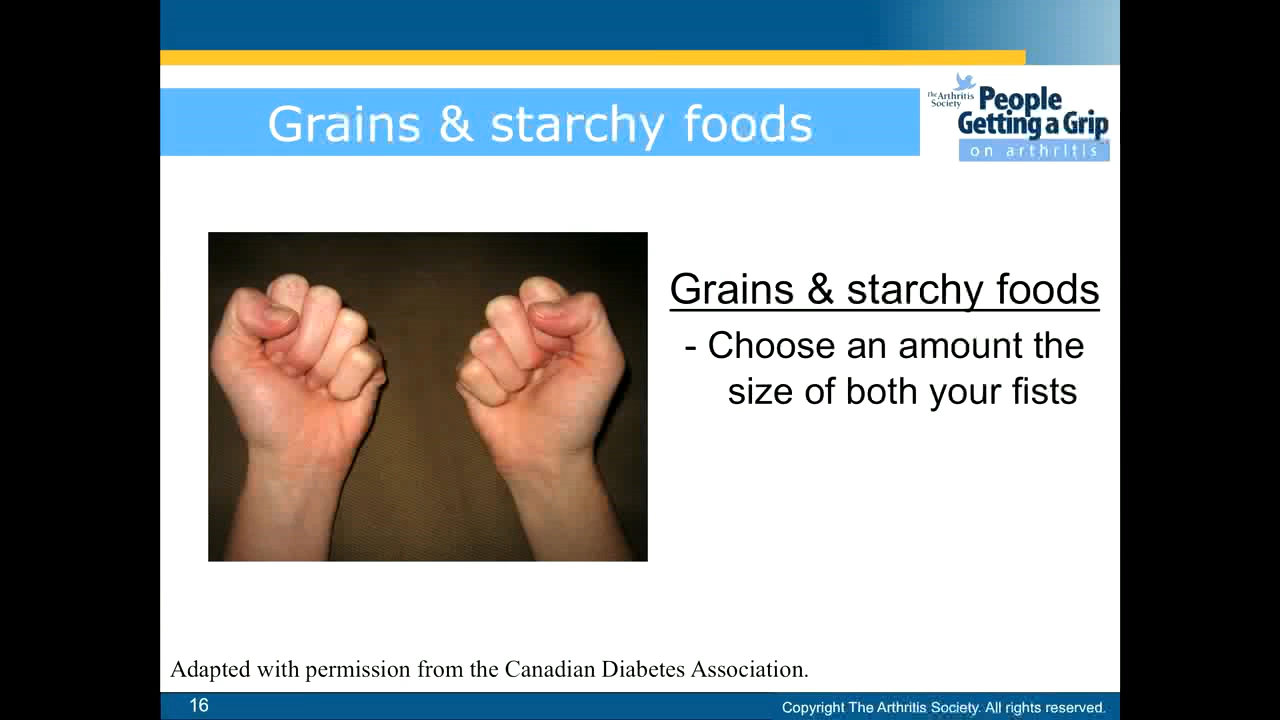 Grains & starchy foods
The Arthritis
Society
People
Getting a Grip
on arthritis
Grains & starchy foods
- Choose an amount the
size of both your fists
Adapted with permission from the Canadian Diabetes Association.
16
Copyright The Arthritis Society. All rights reserved.